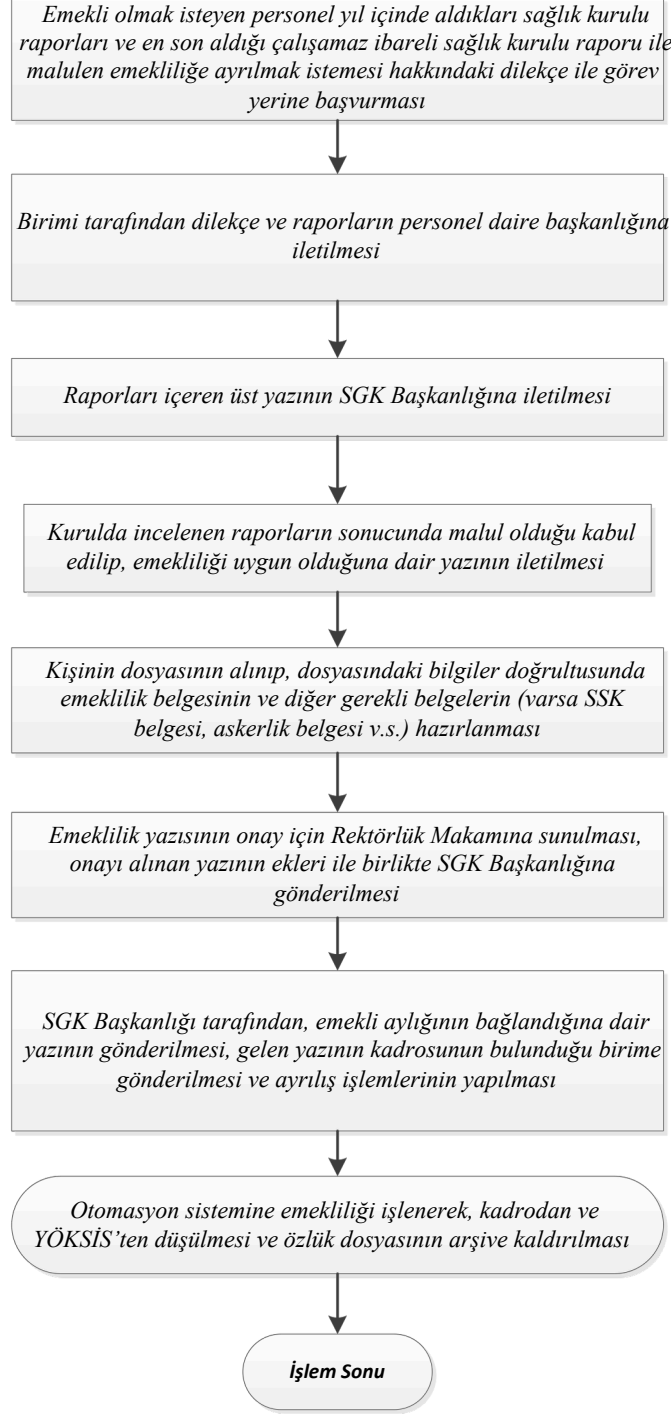 Emekli olmak isteyen personel yıl içinde aldıkları sağlık kurulu
raporları ve en son aldığı çalışamaz ibareli sağlık kurulu raporu ile
malulen emekliliğe ayrılmak istemesi hakkındaki dilekçe ile görev
yerine başvurması
Birimi tarafından dilekçe ve raporların personel daire başkanlığına
iletilmesi
Raporları içeren üst yazının SGK Başkanlığına iletilmesi
Kurulda incelenen raporların sonucunda malul olduğu kabul
edilip, emekliliği uygun olduğuna dair yazının iletilmesi
Kişinin dosyasının alınıp, dosyasındaki bilgiler doğrultusunda
emeklilik belgesinin ve diğer gerekli belgelerin (varsa SSK
belgesi, askerlik belgesi v.s.) hazırlanması
Emeklilik yazısının onay için Rektörlük Makamına sunulması,
onayı alınan yazının ekleri ile birlikte SGK Başkanlığına
gönderilmesi
SGK Başkanlığı tarafından, emekli aylığının bağlandığına dair
yazının gönderilmesi, gelen yazının kadrosunun bulunduğu birime
gönderilmesi ve ayrılış işlemlerinin yapılması
Otomasyon sistemine emekliliği işlenerek, kadrodan ve
YÖKSİS’ten düşülmesi ve özlük dosyasının arşive kaldırılması
İşlem Sonu